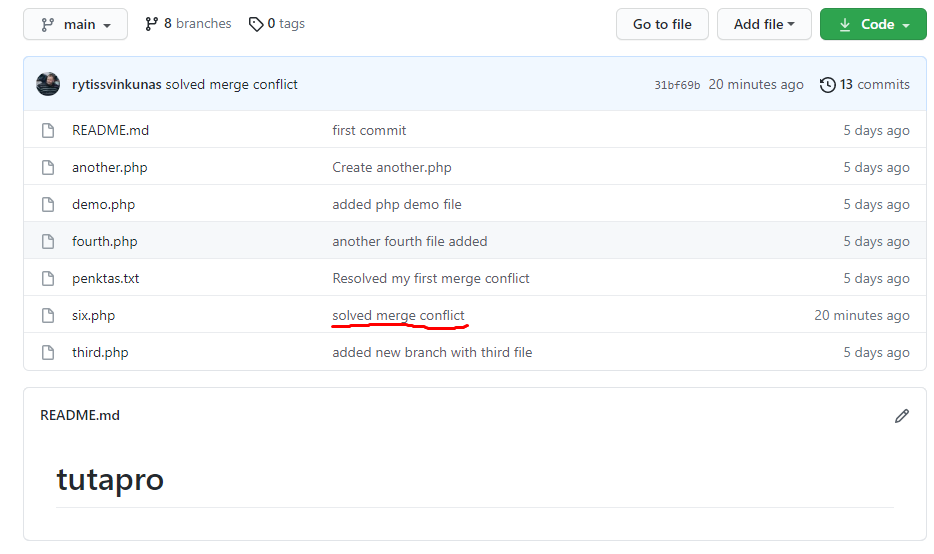 main 8 branches 0 tags Go to file Add file Code
rytissvinkunas solved merge conflict 31bf69b 20 minutes ago 13 commits
README.md first commit 5 days ago
another.php Create another.php 5 days ago
demo.php added php demo file 5 days ago
fourth.php another fourth file added 5 days ago
penktas.txt Resolved my first merge conflict 5 days ago
six.php solved merge conflict 20 minutes ago
third.php added new branch with third file 5 days ago
README.md
tutapro